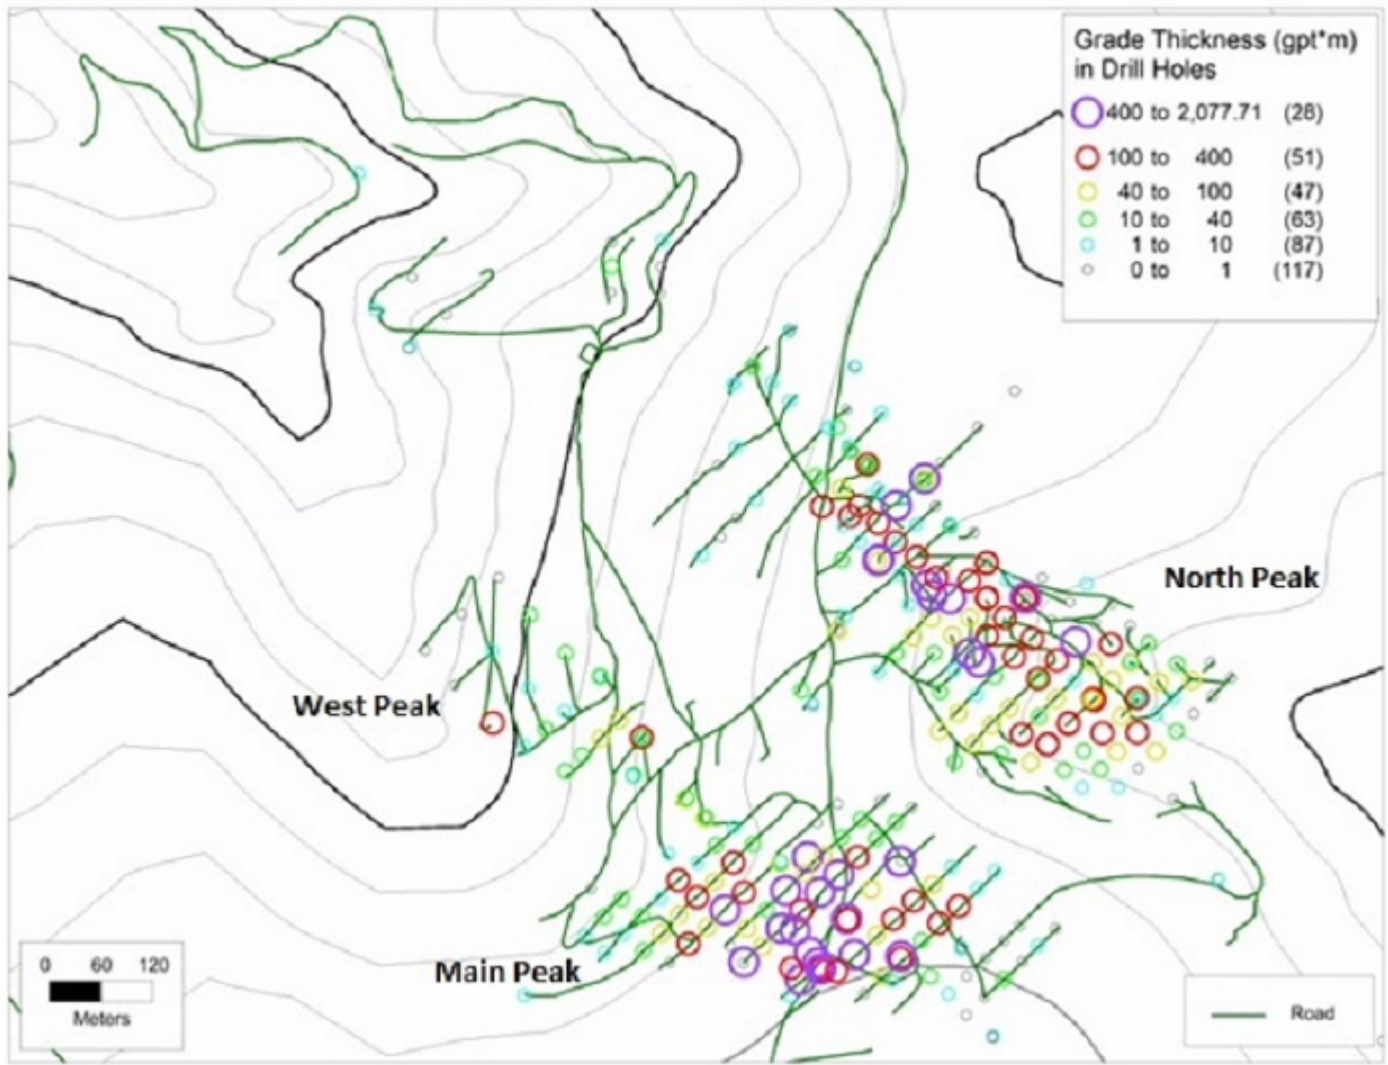 Grade Thickness (gpt*m)
in Drill Holes
400 to 2,077.71 (28)
100 to 400 (51)
40 to 100 (47)
10 to 40 (63)
1 to 10 (87)
0 to 1 (117)
North Peak
West Peak
Main Peak
0 60 120
Meters
Road